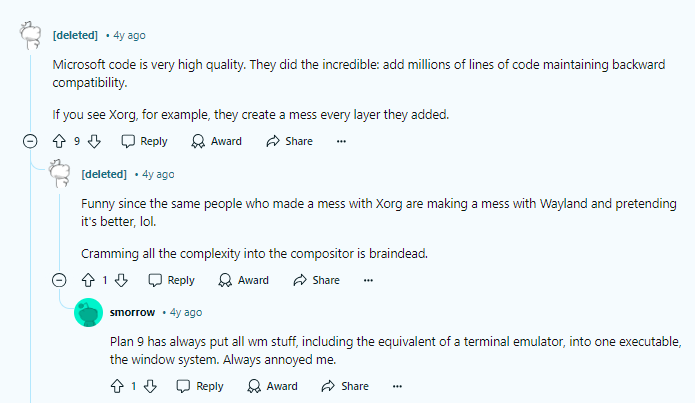 [deleted] • 4y ago
Microsoft code is very high quality. They did the incredible: add millions of lines of code maintaining backward
compatibility.
If you see Xorg, for example, they create a mess every layer they added.
9 Reply Award Share ...
[deleted] • 4y ago
Funny since the same people who made a mess with Xorg are making a mess with Wayland and pretending
it's better, lol.
Cramming all the complexity into the compositor is braindead.
1 Reply Award Share ...
smorrow • 4y ago
Plan 9 has always put all wm stuff, including the equivalent of a terminal emulator, into one executable,
the window system. Always annoyed me.
1 Reply Award Share ...